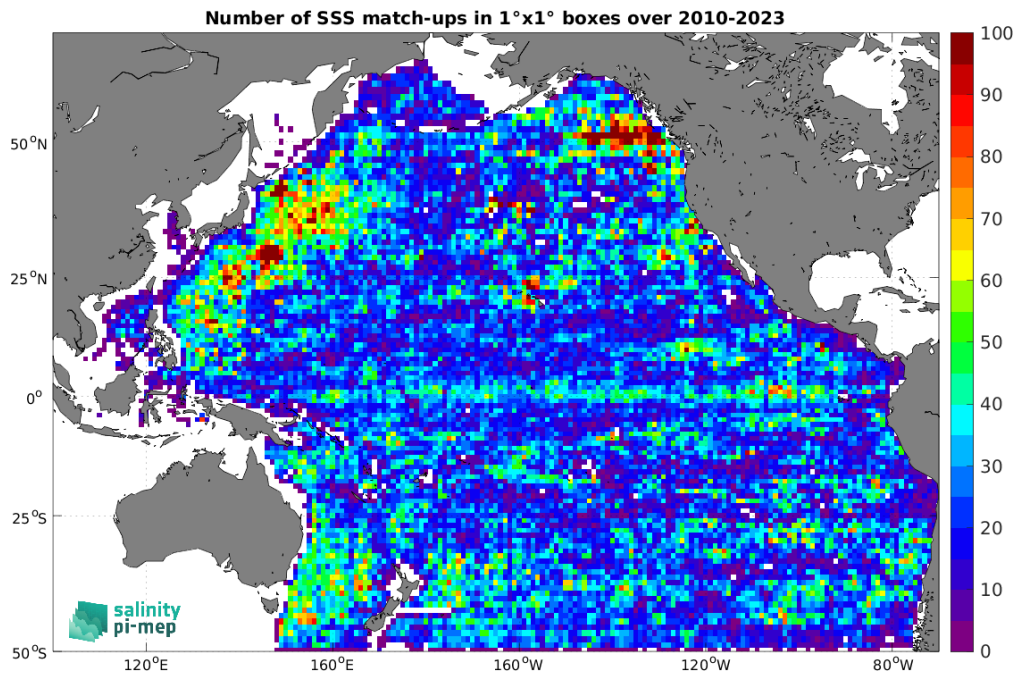 Number of SSS match-ups in 1°x1° boxes over 2010-2023
100
90
80
70
60
50
40
30
20
10
0
50°N
25°N
0°
25°S
50°S
120°E
160°E
160°W
120°W
80°W
salinity
pi-mep